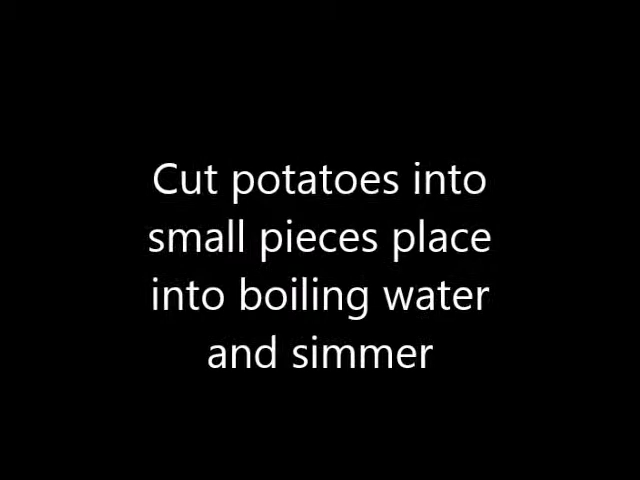 Cut potatoes into
small pieces place
into boiling water
and simmer